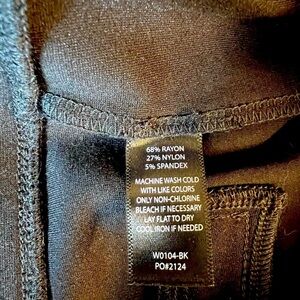 68% RAYON
27% NYLON
5% SPANDEX
MACHINE WASH COLD
WITH LIKE COLORS
ONLY NON-CHLORINE
BLEACH IF NECESSARY
LAY FLAT TO DRY
COOL IRON IF NEEDED
W0104-BK
PO#2124